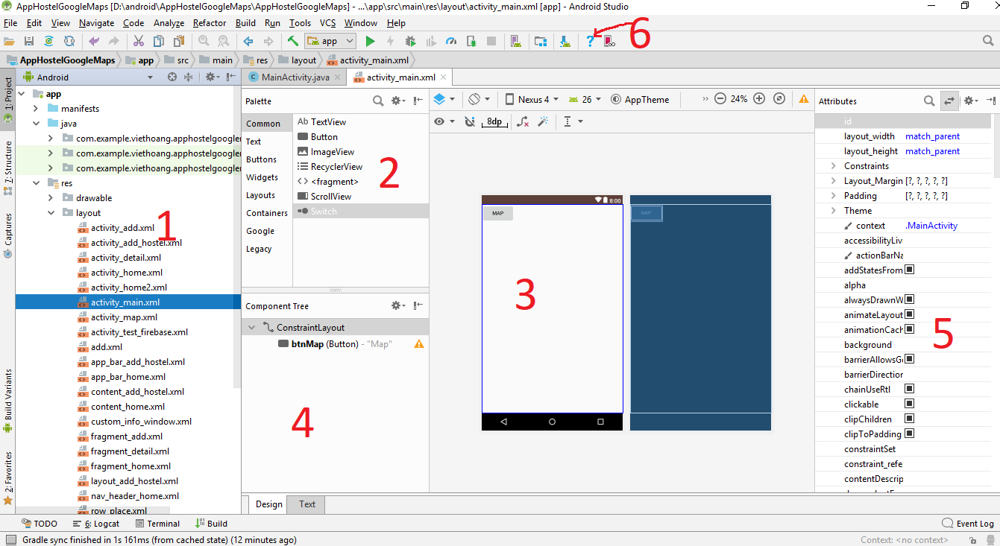 AppHostelGoogleMaps [D:\android\AppHostelGoogleMaps\AppHostelGoogleMaps] - ...\app\src\main\res\layout\activity_main.xml [app] - Android Studio
File Edit View Navigate Code Analyze Refactor Build Run Tools VCS Window Help
app
6
AppHostelGoogleMaps app src main res layout activity_main.xml
Android
MainActivity.java
activity_main.xml
1: Project
Z: Structure
Captures
Build Variants
2: Favorites
app
manifests
java
com.example.viethoang.apphostelgoogler
com.example.viethoang.apphostelgoogler
com.example.viethoang.apphostelgoogler
res
drawable
layout
activity_add.xml
activity_add_hostel.xml
activity_detail.xml
activity_home.xml
activity_home2.xml
activity_main.xml
activity_map.xml
activity_test_firebase.xml
add.xml
app_bar_add_hostel.xml
app_bar_home.xml
content_add_hostel.xml
content_home.xml
custom_info_window.xml
fragment_add.xml
fragment_detail.xml
fragment_home.xml
layout_add_hostel.xml
nav_header_home.xml
row_place.xml
1
Palette
Common
Text
Buttons
Widgets
Layouts
Containers
Google
Legacy
Ab TextView
Button
ImageView
RecyclerView
<fragment>
ScrollView
Switch
2
Component Tree
ConstraintLayout
btnMap (Button) - "Map"
4
Nexus 4 26 AppTheme » 24%
8dp
8:00
MAP
MAP
3
Attributes
id
layout_width match_parent
layout_height match_parent
Constraints
Layout_Margin [?, ?, ?, ?, ?]
Padding [?, ?, ?, ?, ?]
Theme
context .MainActivity
accessibilityLive
actionBarNa
addStatesFrom
alpha
alwaysDrawnW
animateLayout
animationCach
background
barrierAllowsGo
barrierDirection
chainUseRtl
clickable
clipChildren
clipToPadding
constraintSet
constraint_refe
contentDescrip
5
Design Text
TODO 6: Logcat Terminal Build Event Log
Gradle sync finished in 1s 161ms (from cached state) (12 minutes ago) Context: <no context>